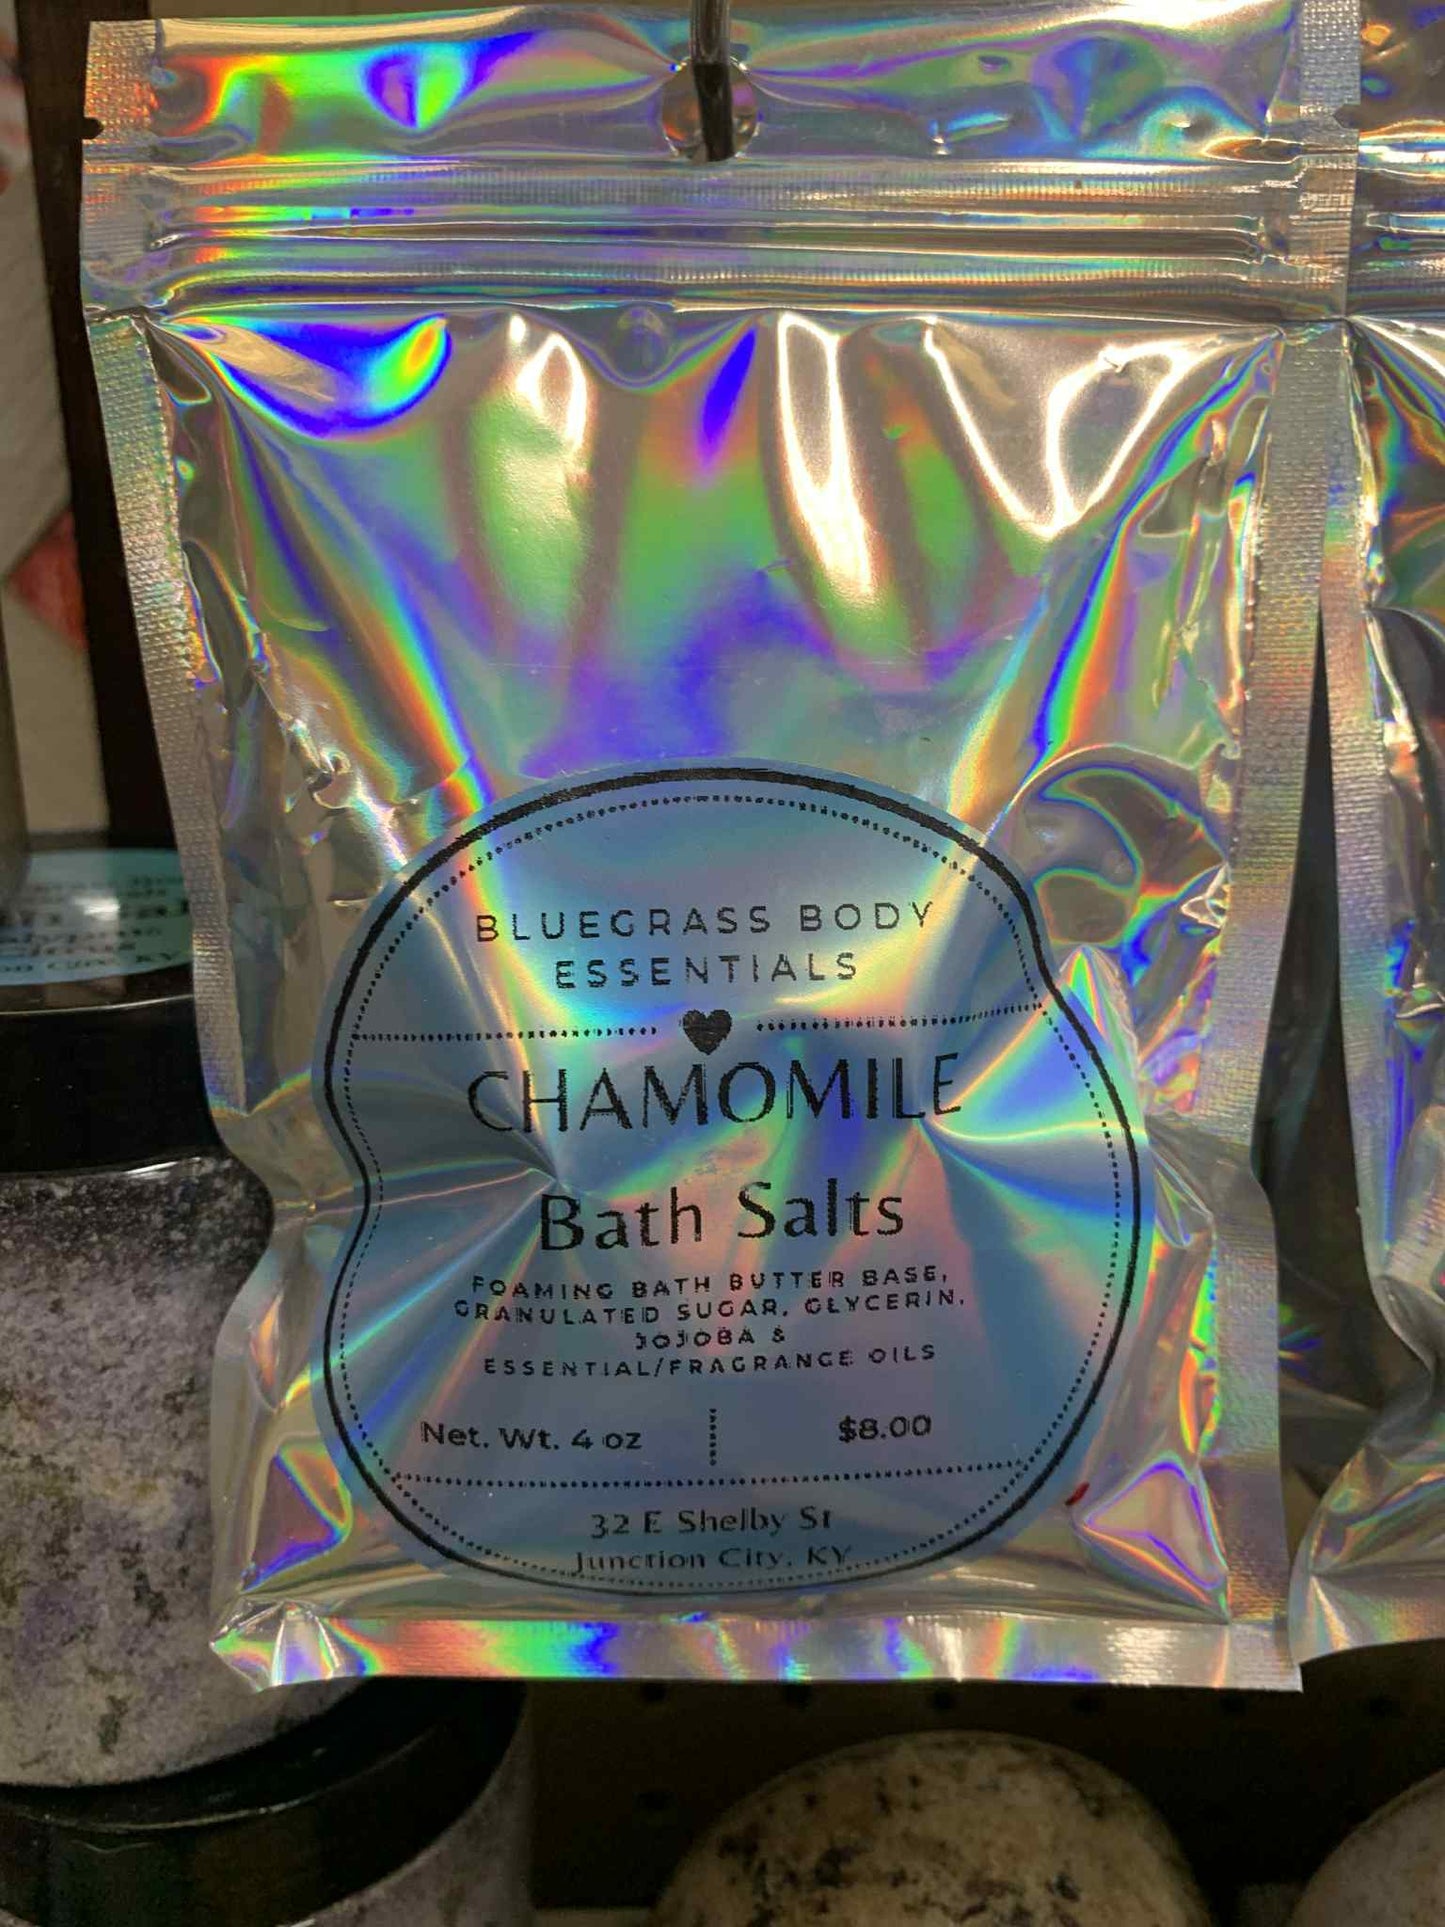 BLUEGRASS BODY
ESSENTIALS
CHAMOMILE
Bath Salts
FOAMING BATH BUTTER BASE,
GRANULATED SUGAR, GLYCERIN,
JOJOBA &
ESSENTIAL/FRAGRANCE OILS
Net. Wt. 4 oz
$8.00
32 E Shelby St
Junction City, KY